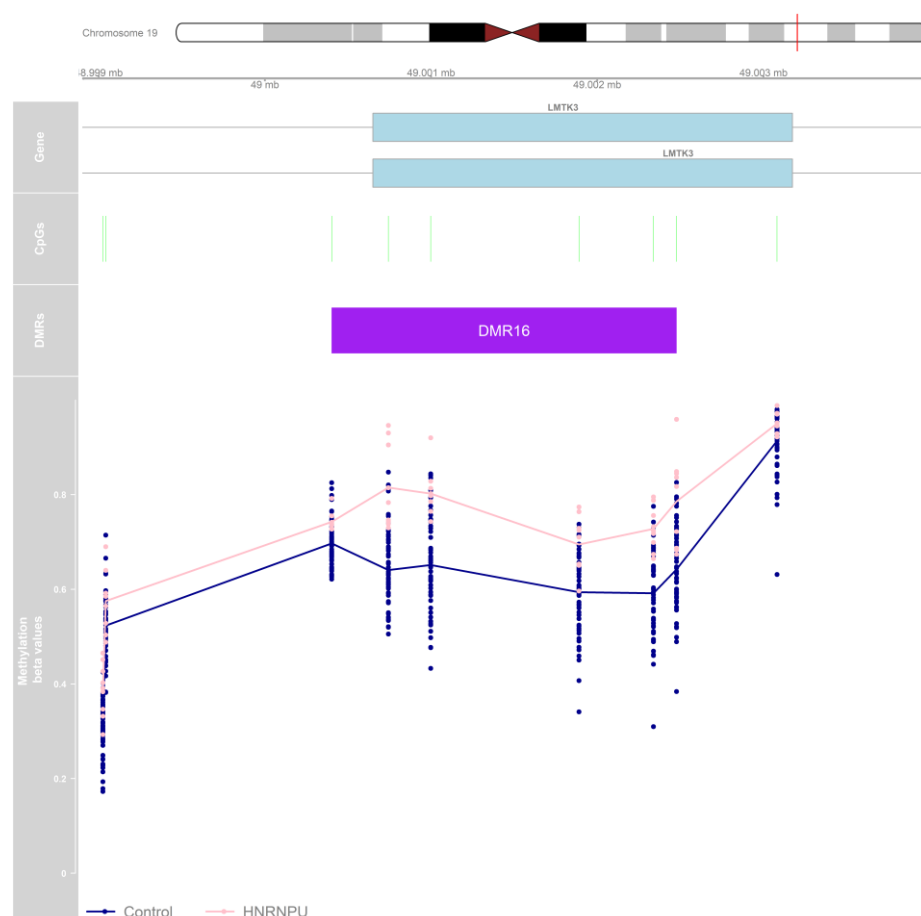 Chromosome 19
8.999 mb
49.001 mb
49.003 mb
49 mb
49.002 mb
Gene
LMTK3
LMTK3
CpGs
DMRs
DMR16
Methylation
beta values
0.8
0.6
0.4
0.2
0
Control
HNRNPU